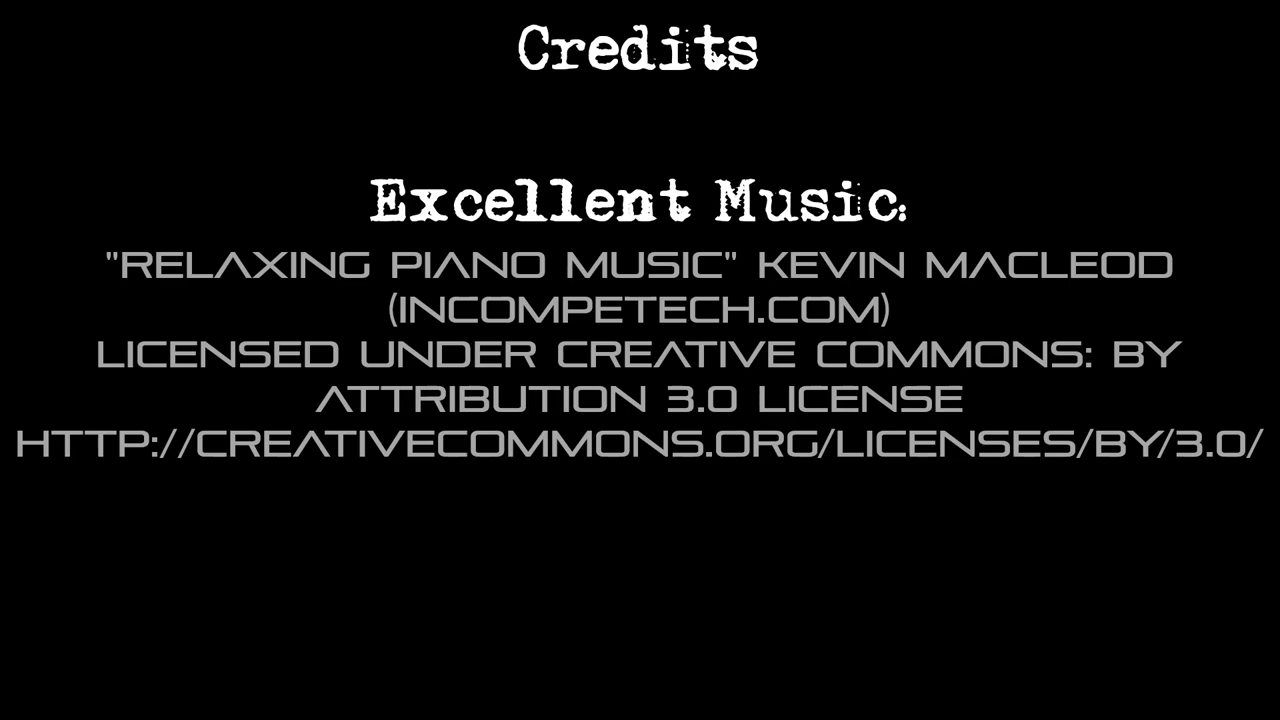 Credits
Excellent Music:
"RELAXING PIANO MUSIC" KEVIN MACLEOD
(INCOMPETECH.COM)
LICENSED UNDER CREATIVE COMMONS: BY
ATTRIBUTION 3.0 LICENSE
HTTP://CREATIVECOMMONS.ORG/LICENSES/BY/3.0/